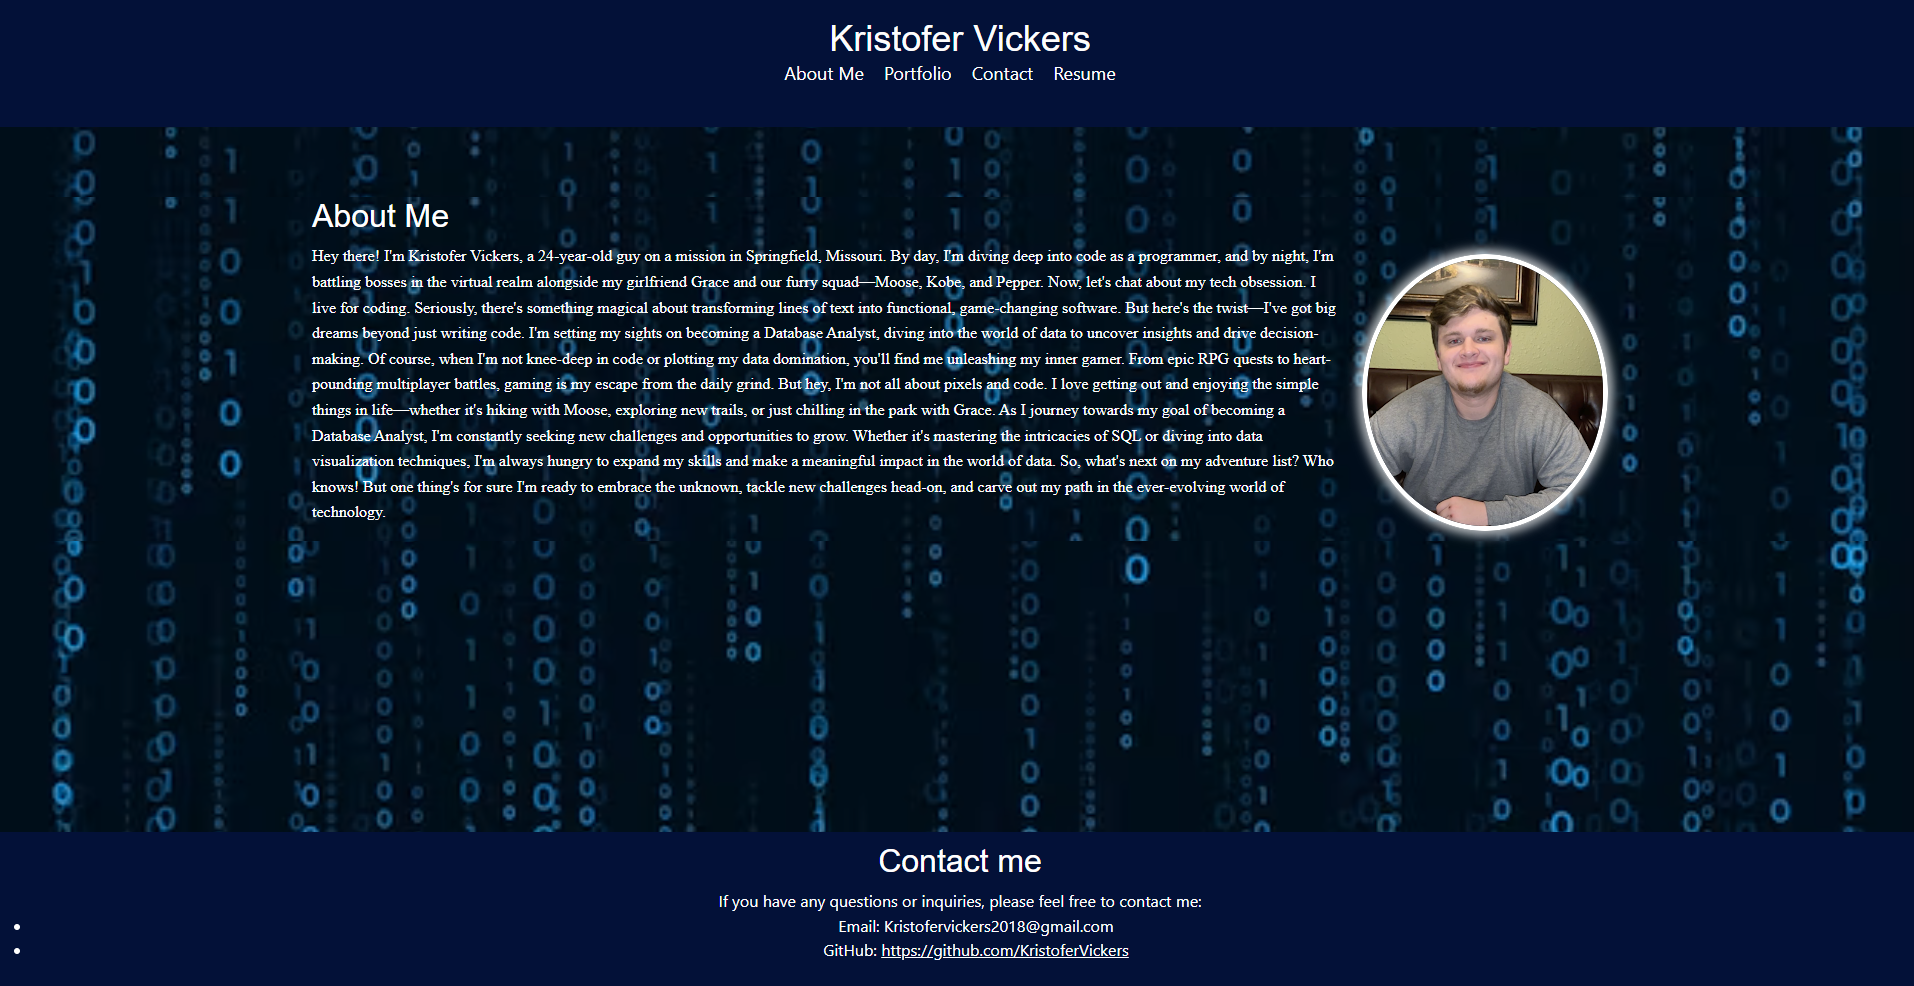 Kristofer Vickers
About Me Portfolio Contact Resume
About Me
Hey there! I'm Kristofer Vickers, a 24-year-old guy on a mission in Springfield, Missouri. By day, I'm diving deep into code as a programmer, and by night, I'm
battling bosses in the virtual realm alongside my girlfriend Grace and our furry squad—Moose, Kobe, and Pepper. Now, let's chat about my tech obsession. I
live for coding. Seriously, there's something magical about transforming lines of text into functional, game-changing software. But here's the twist—I've got big
dreams beyond just writing code. I'm setting my sights on becoming a Database Analyst, diving into the world of data to uncover insights and drive decision-
making. Of course, when I'm not knee-deep in code or plotting my data domination, you'll find me unleashing my inner gamer. From epic RPG quests to heart-
pounding multiplayer battles, gaming is my escape from the daily grind. But hey, I'm not all about pixels and code. I love getting out and enjoying the simple
things in life—whether it's hiking with Moose, exploring new trails, or just chilling in the park with Grace. As I journey towards my goal of becoming a
Database Analyst, I'm constantly seeking new challenges and opportunities to grow. Whether it's mastering the intricacies of SQL or diving into data
visualization techniques, I'm always hungry to expand my skills and make a meaningful impact in the world of data. So, what's next on my adventure list? Who
knows! But one thing's for sure I'm ready to embrace the unknown, tackle new challenges head-on, and carve out my path in the ever-evolving world of
technology.
Contact me
If you have any questions or inquiries, please feel free to contact me:
Email: Kristofervickers2018@gmail.com
GitHub: https://github.com/KristoferVickers